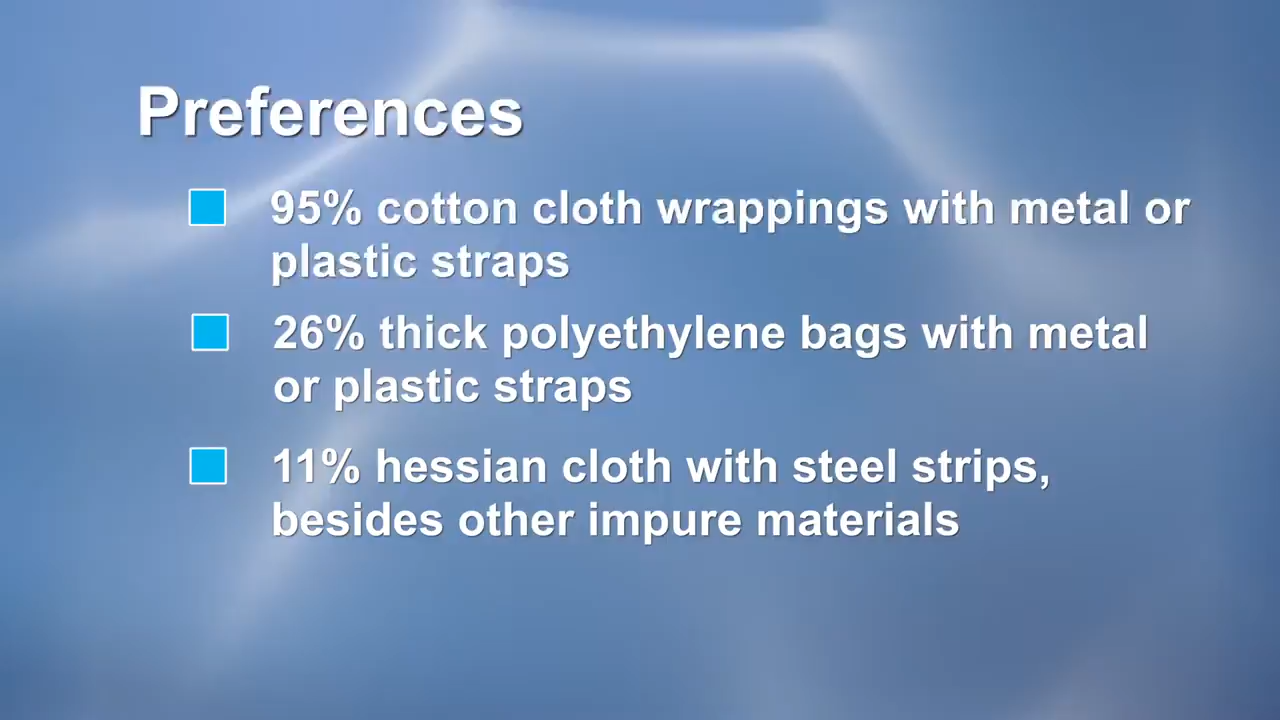 Preferences
95% cotton cloth wrappings with metal or
plastic straps
26% thick polyethylene bags with metal
or plastic straps
11% hessian cloth with steel strips,
besides other impure materials